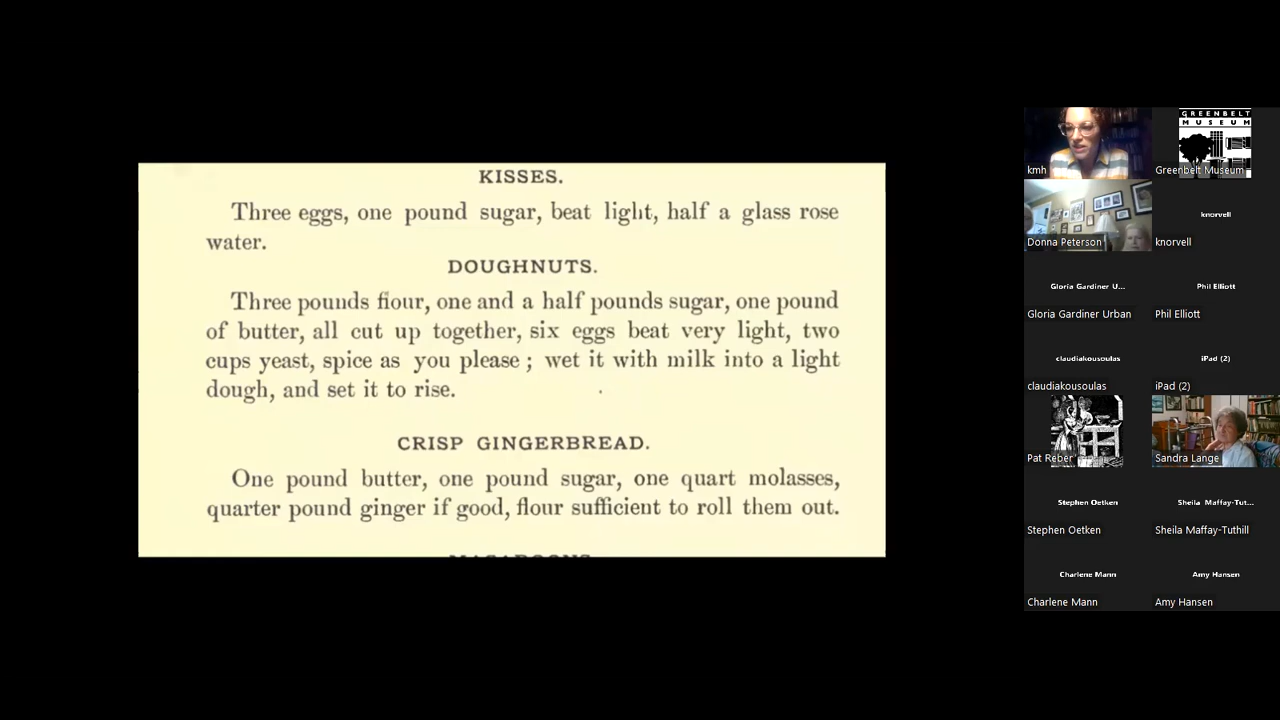 KISSES.
Three eggs, one pound sugar, beat light, half a glass rose
water.
DOUGHNUTS.
Three pounds flour, one and a half pounds sugar, one pound
of butter, all cut up together, six eggs beat very light, two
cups yeast, spice as you please ; wet it with milk into a light
dough, and set it to rise.
CRISP GINGERBREAD.
One pound butter, one pound sugar, one quart molasses,
quarter pound ginger if good, flour sufficient to roll them out.
MACAROONS
kmh
GREENBELT
MUSEUM
Greenbelt Museum
Donna Peterson
knorvell
knorvell
Gloria Gardiner U...
Gloria Gardiner Urban
Phil Elliott
Phil Elliott
claudiakousoulas
claudiakousoulas
iPad (2)
iPad (2)
Pat Reber
Sandra Lange
Stephen Oetken
Stephen Oetken
Sheila Maffay-Tut...
Sheila Maffay-Tuthill
Charlene Mann
Charlene Mann
Amy Hansen
Amy Hansen